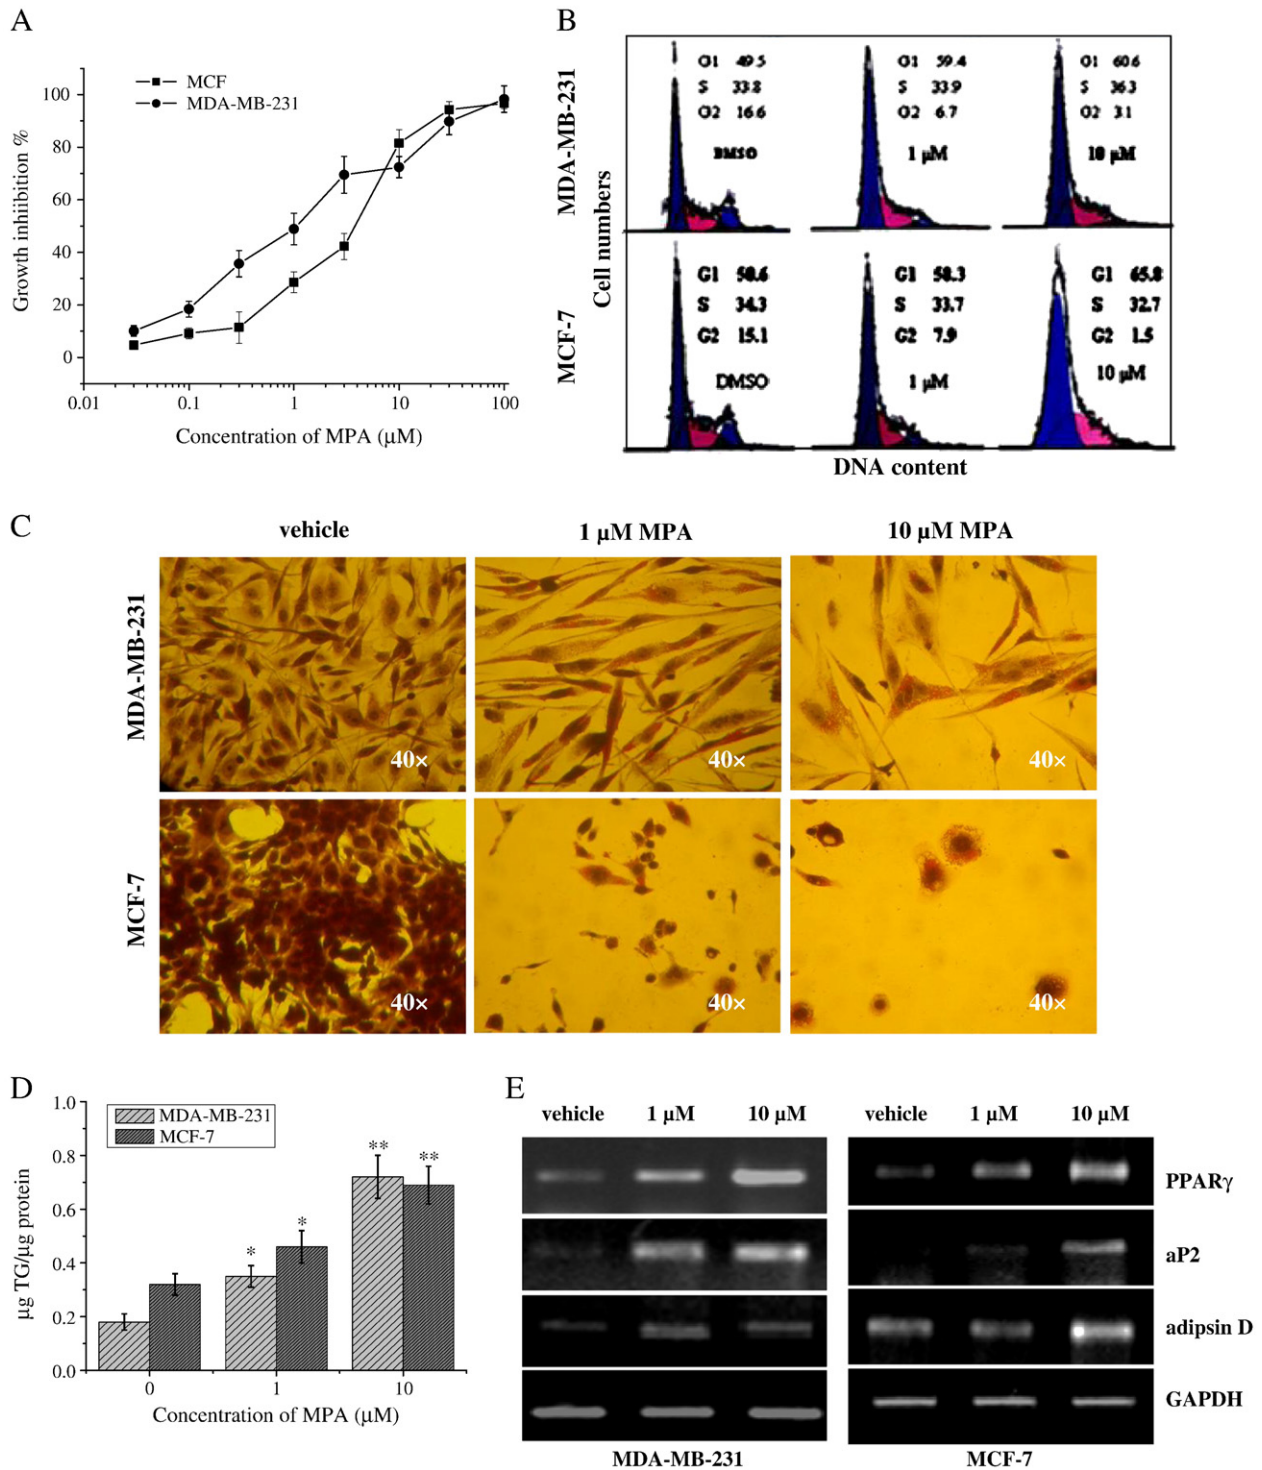 A
MCF
MDA-MB-231
Growth inhiibition %
100
80
60
40
20
0
0.01
0.1
1
10
100
Concentration of MPA (μM)
B
MDA-MB-231
MCF-7
Cell numbers
G1 49.5
S 33.8
G2 16.6
DMSO
G1 59.4
S 33.9
G2 6.7
1 μM
G1 60.6
S 36.3
G2 3.1
10 μM
G1 50.6
S 34.3
G2 15.1
DMSO
G1 58.3
S 33.7
G2 7.9
1 μM
G1 65.8
S 32.7
G2 1.5
10 μM
DNA content
C
vehicle
1 μM MPA
10 μM MPA
MDA-MB-231
40×
40×
40×
MCF-7
40×
40×
40×
D
MDA-MB-231
MCF-7
μg TG/μg protein
1.0
0.8
0.6
0.4
0.2
0.0
*
*
**
**
0
1
10
Concentration of MPA (μM)
E
vehicle
1 μM
10 μM
vehicle
1 μM
10 μM
PPARγ
aP2
adipsin D
GAPDH
MDA-MB-231
MCF-7